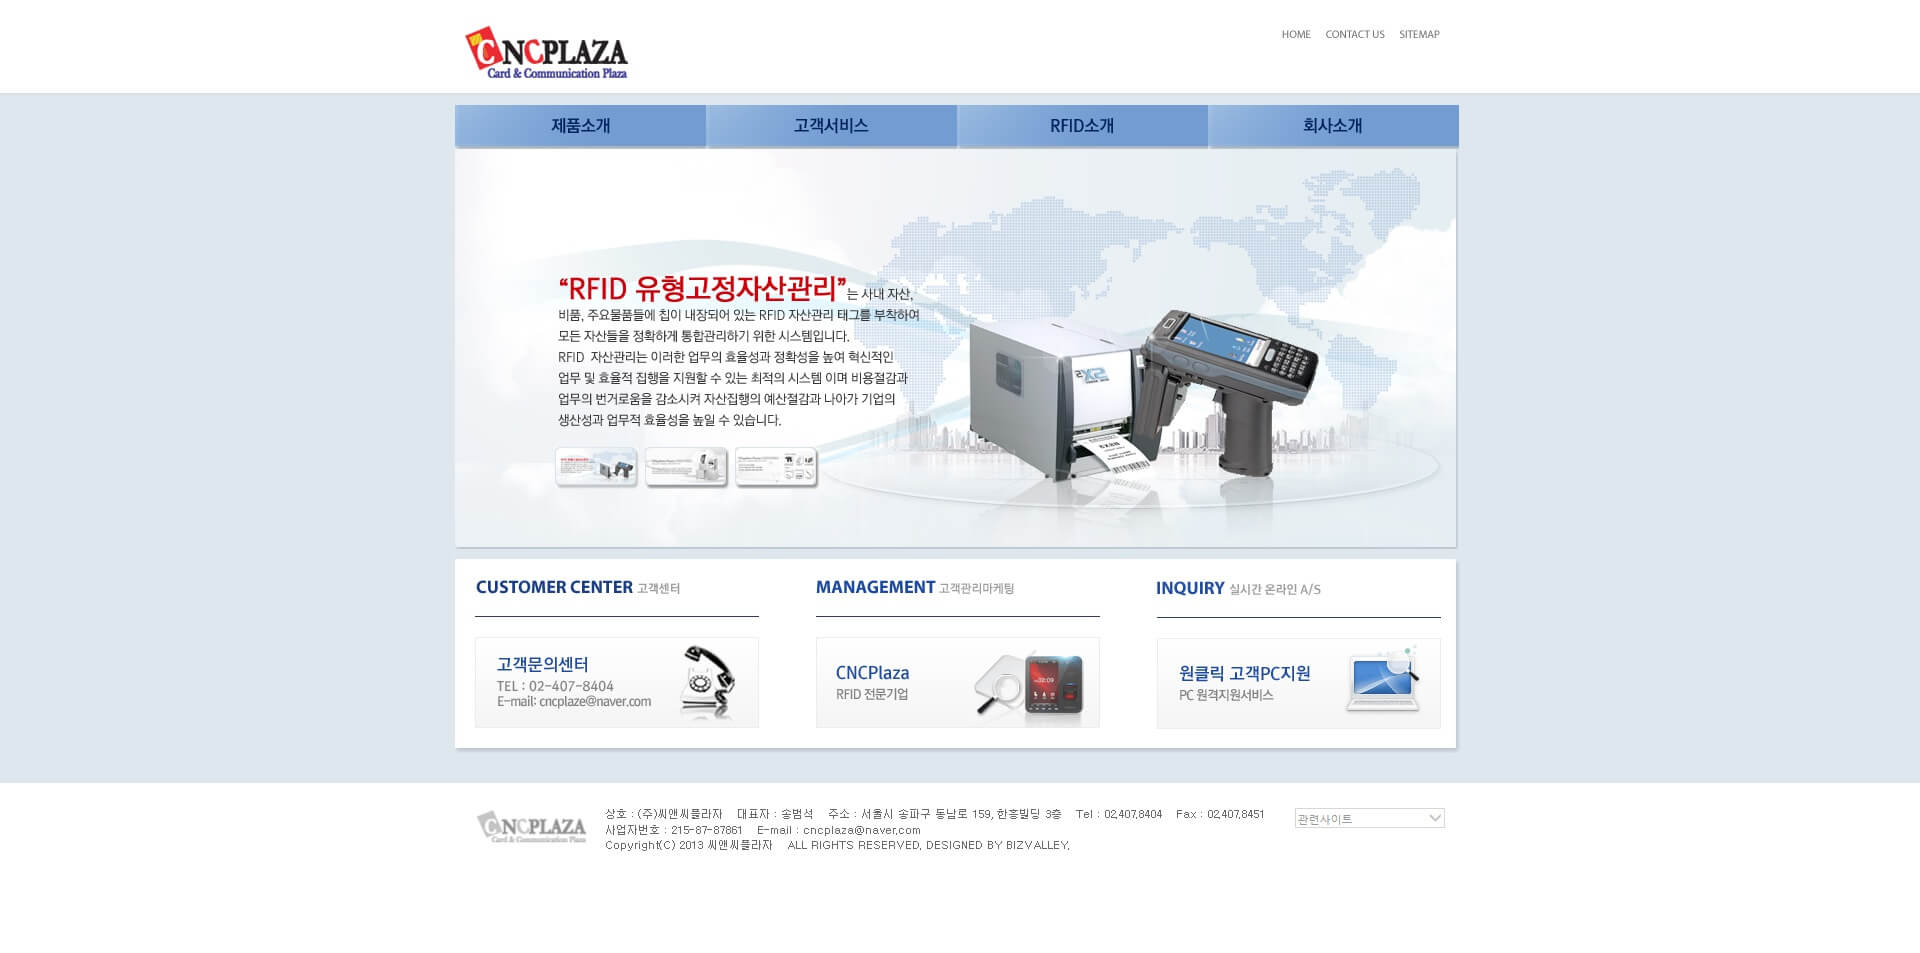 CNCPLAZA
Card & Communication Plaza
HOME CONTACT US SITEMAP
제품소개 고객서비스 RFID소개 회사소개
“RFID 유형고정자산관리”는 사내 자산,
비품, 주요물품들에 칩이 내장되어 있는 RFID 자산관리 태그를 부착하여
모든 자산들을 정확하게 통합관리하기 위한 시스템입니다.
RFID 자산관리는 이러한 업무의 효율성과 정확성을 높여 혁신적인
업무 및 효율적 집행을 지원할 수 있는 최적의 시스템 이며 비용절감과
업무의 번거로움을 감소시켜 자산집행의 예산절감과 나아가 기업의
생산성과 업무적 효율성을 높일 수 있습니다.
CUSTOMER CENTER 고객센터
고객문의센터
TEL : 02-407-8404
E-mail: cncplaze@naver.com
MANAGEMENT 고객관리마케팅
CNCPlaza
RFID 전문기업
INQUIRY 실시간 온라인 A/S
원클릭 고객PC지원
PC 원격지원서비스
CNCPLAZA
Card & Communication Plaza
상호 : (주)씨앤씨플라자 대표자 : 송범석 주소 : 서울시 송파구 동남로 159, 한홍빌딩 3층 Tel : 02.407.8404 Fax : 02.407.8451
사업자번호 : 215-87-87861 E-mail : cncplaza@naver.com
Copyright(C) 2013 씨앤씨플라자 ALL RIGHTS RESERVED. DESIGNED BY BIZVALLEY.
관련사이트